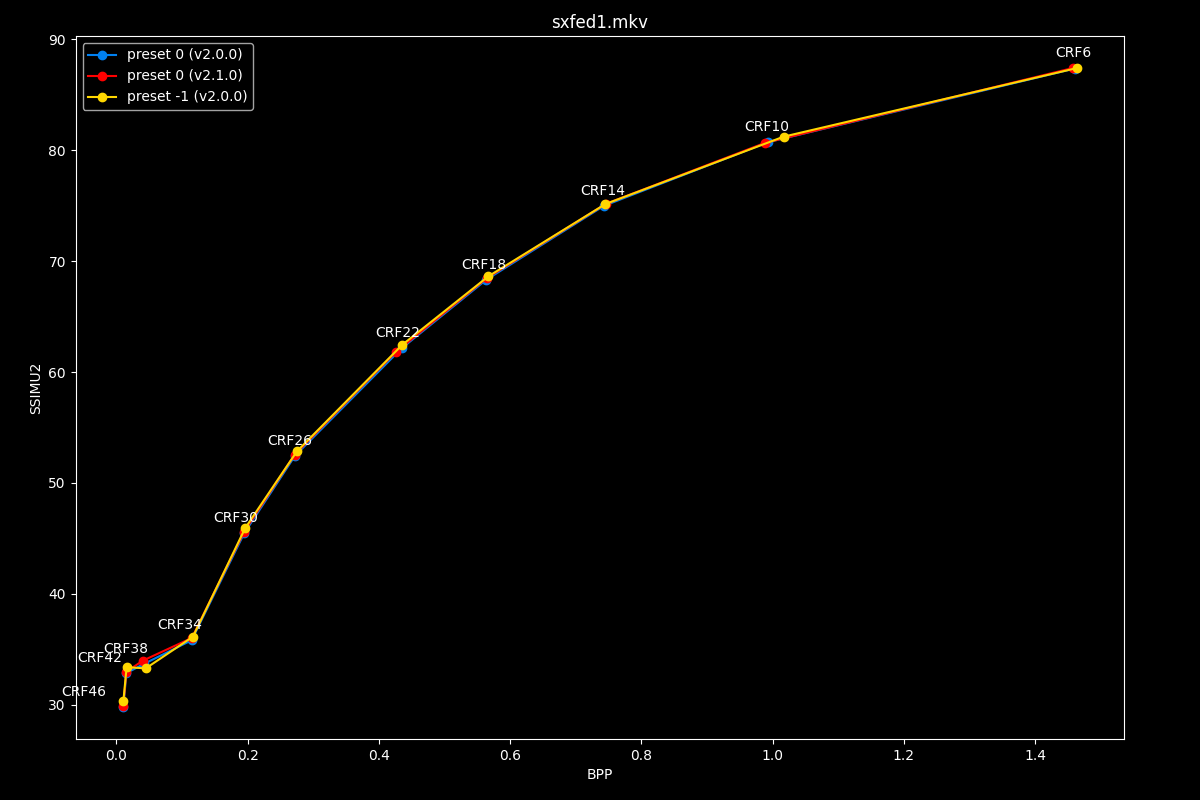 sxfed1.mkv
preset 0 (v2.0.0)
preset 0 (v2.1.0)
preset -1 (v2.0.0)
CRF6
CRF10
CRF14
CRF18
CRF22
CRF26
CRF30
CRF34
CRF38
CRF42
CRF46
SSIMU2
90
80
70
60
50
40
30
0.0 0.2 0.4 0.6 0.8 1.0 1.2 1.4
BPP